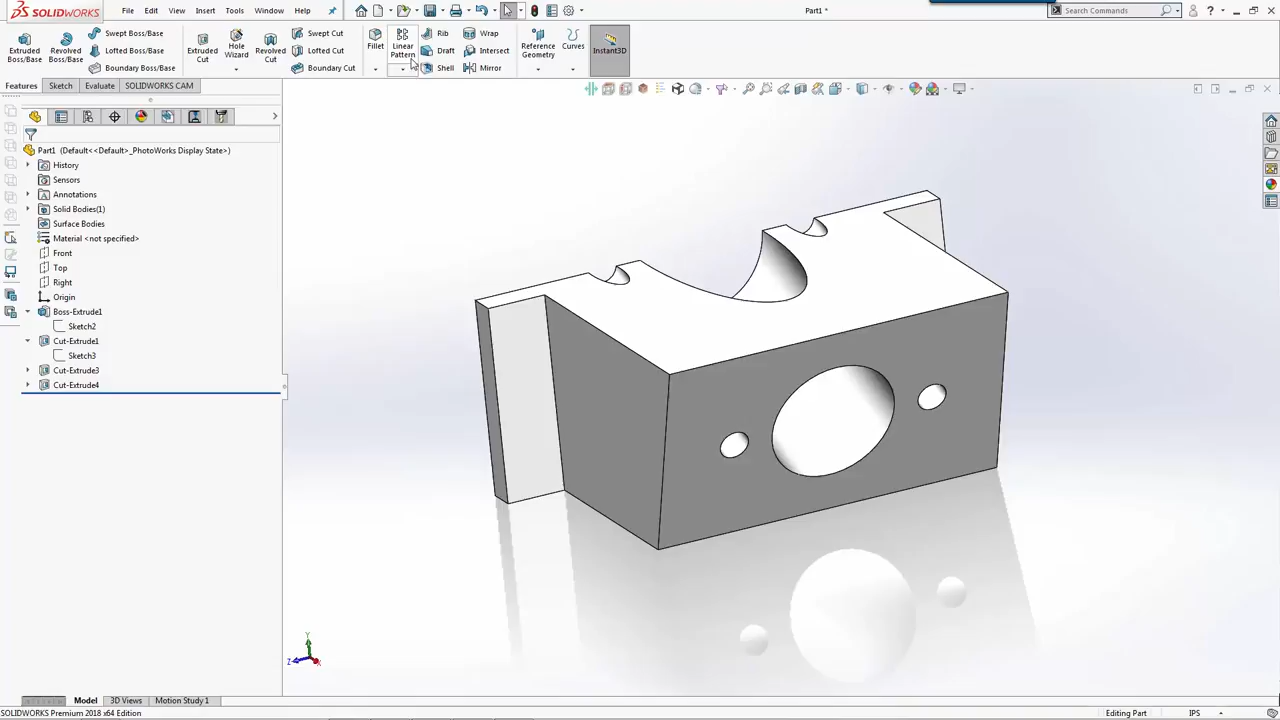 SOLIDWORKS
File
Edit
View
Insert
Tools
Window
Help
Part1 *
Search Commands
Extruded Boss/Base
Revolved Boss/Base
Swept Boss/Base
Lofted Boss/Base
Boundary Boss/Base
Extruded Cut
Hole Wizard
Revolved Cut
Swept Cut
Lofted Cut
Boundary Cut
Fillet
Linear Pattern
Rib
Draft
Shell
Wrap
Intersect
Mirror
Reference Geometry
Curves
Instant3D
Features
Sketch
Evaluate
SOLIDWORKS CAM
Part1 (Default<<Default>_PhotoWorks Display State>)
History
Sensors
Annotations
Solid Bodies(1)
Surface Bodies
Material <not specified>
Front
Top
Right
Origin
Boss-Extrude1
Sketch2
Cut-Extrude1
Sketch3
Cut-Extrude3
Cut-Extrude4
Y
Z
Model
3D Views
Motion Study 1
SOLIDWORKS Premium 2018 x64 Edition
Editing Part
IPS